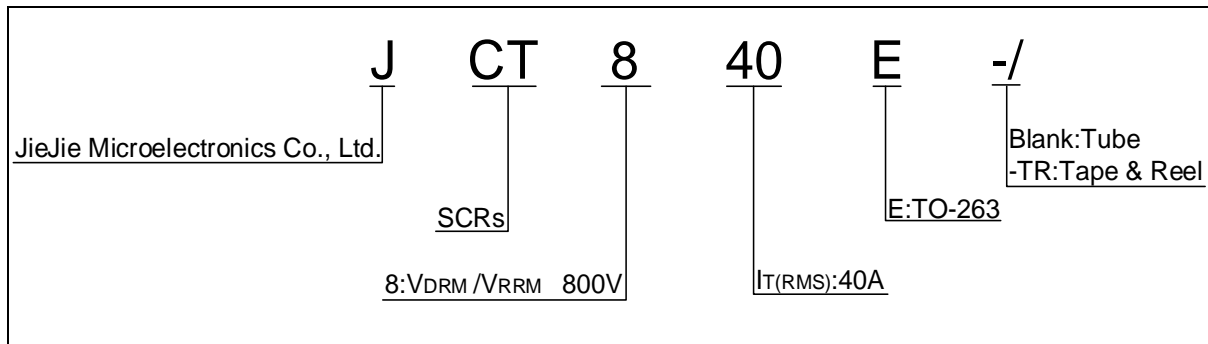 J CT 8 40 E -/
JieJie Microelectronics Co., Ltd.
Blank:Tube
-TR:Tape & Reel
SCRs
E:TO-263
8:VDRM /VRRM 800V
IT(RMS):40A